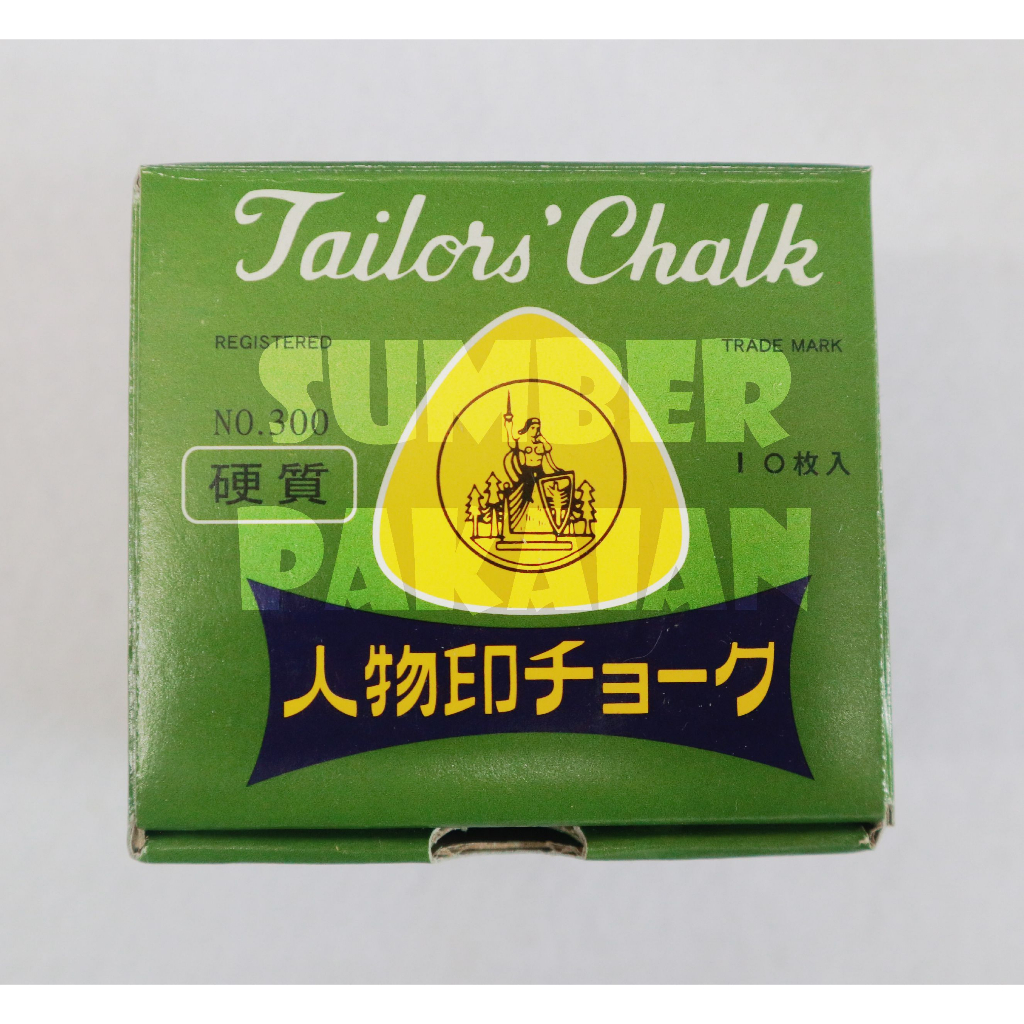 Tailors' Chalk
REGISTERED
TRADE MARK
SUMBER
NO.300
硬質
10枚入
PAKAIAN
人物印チョーク